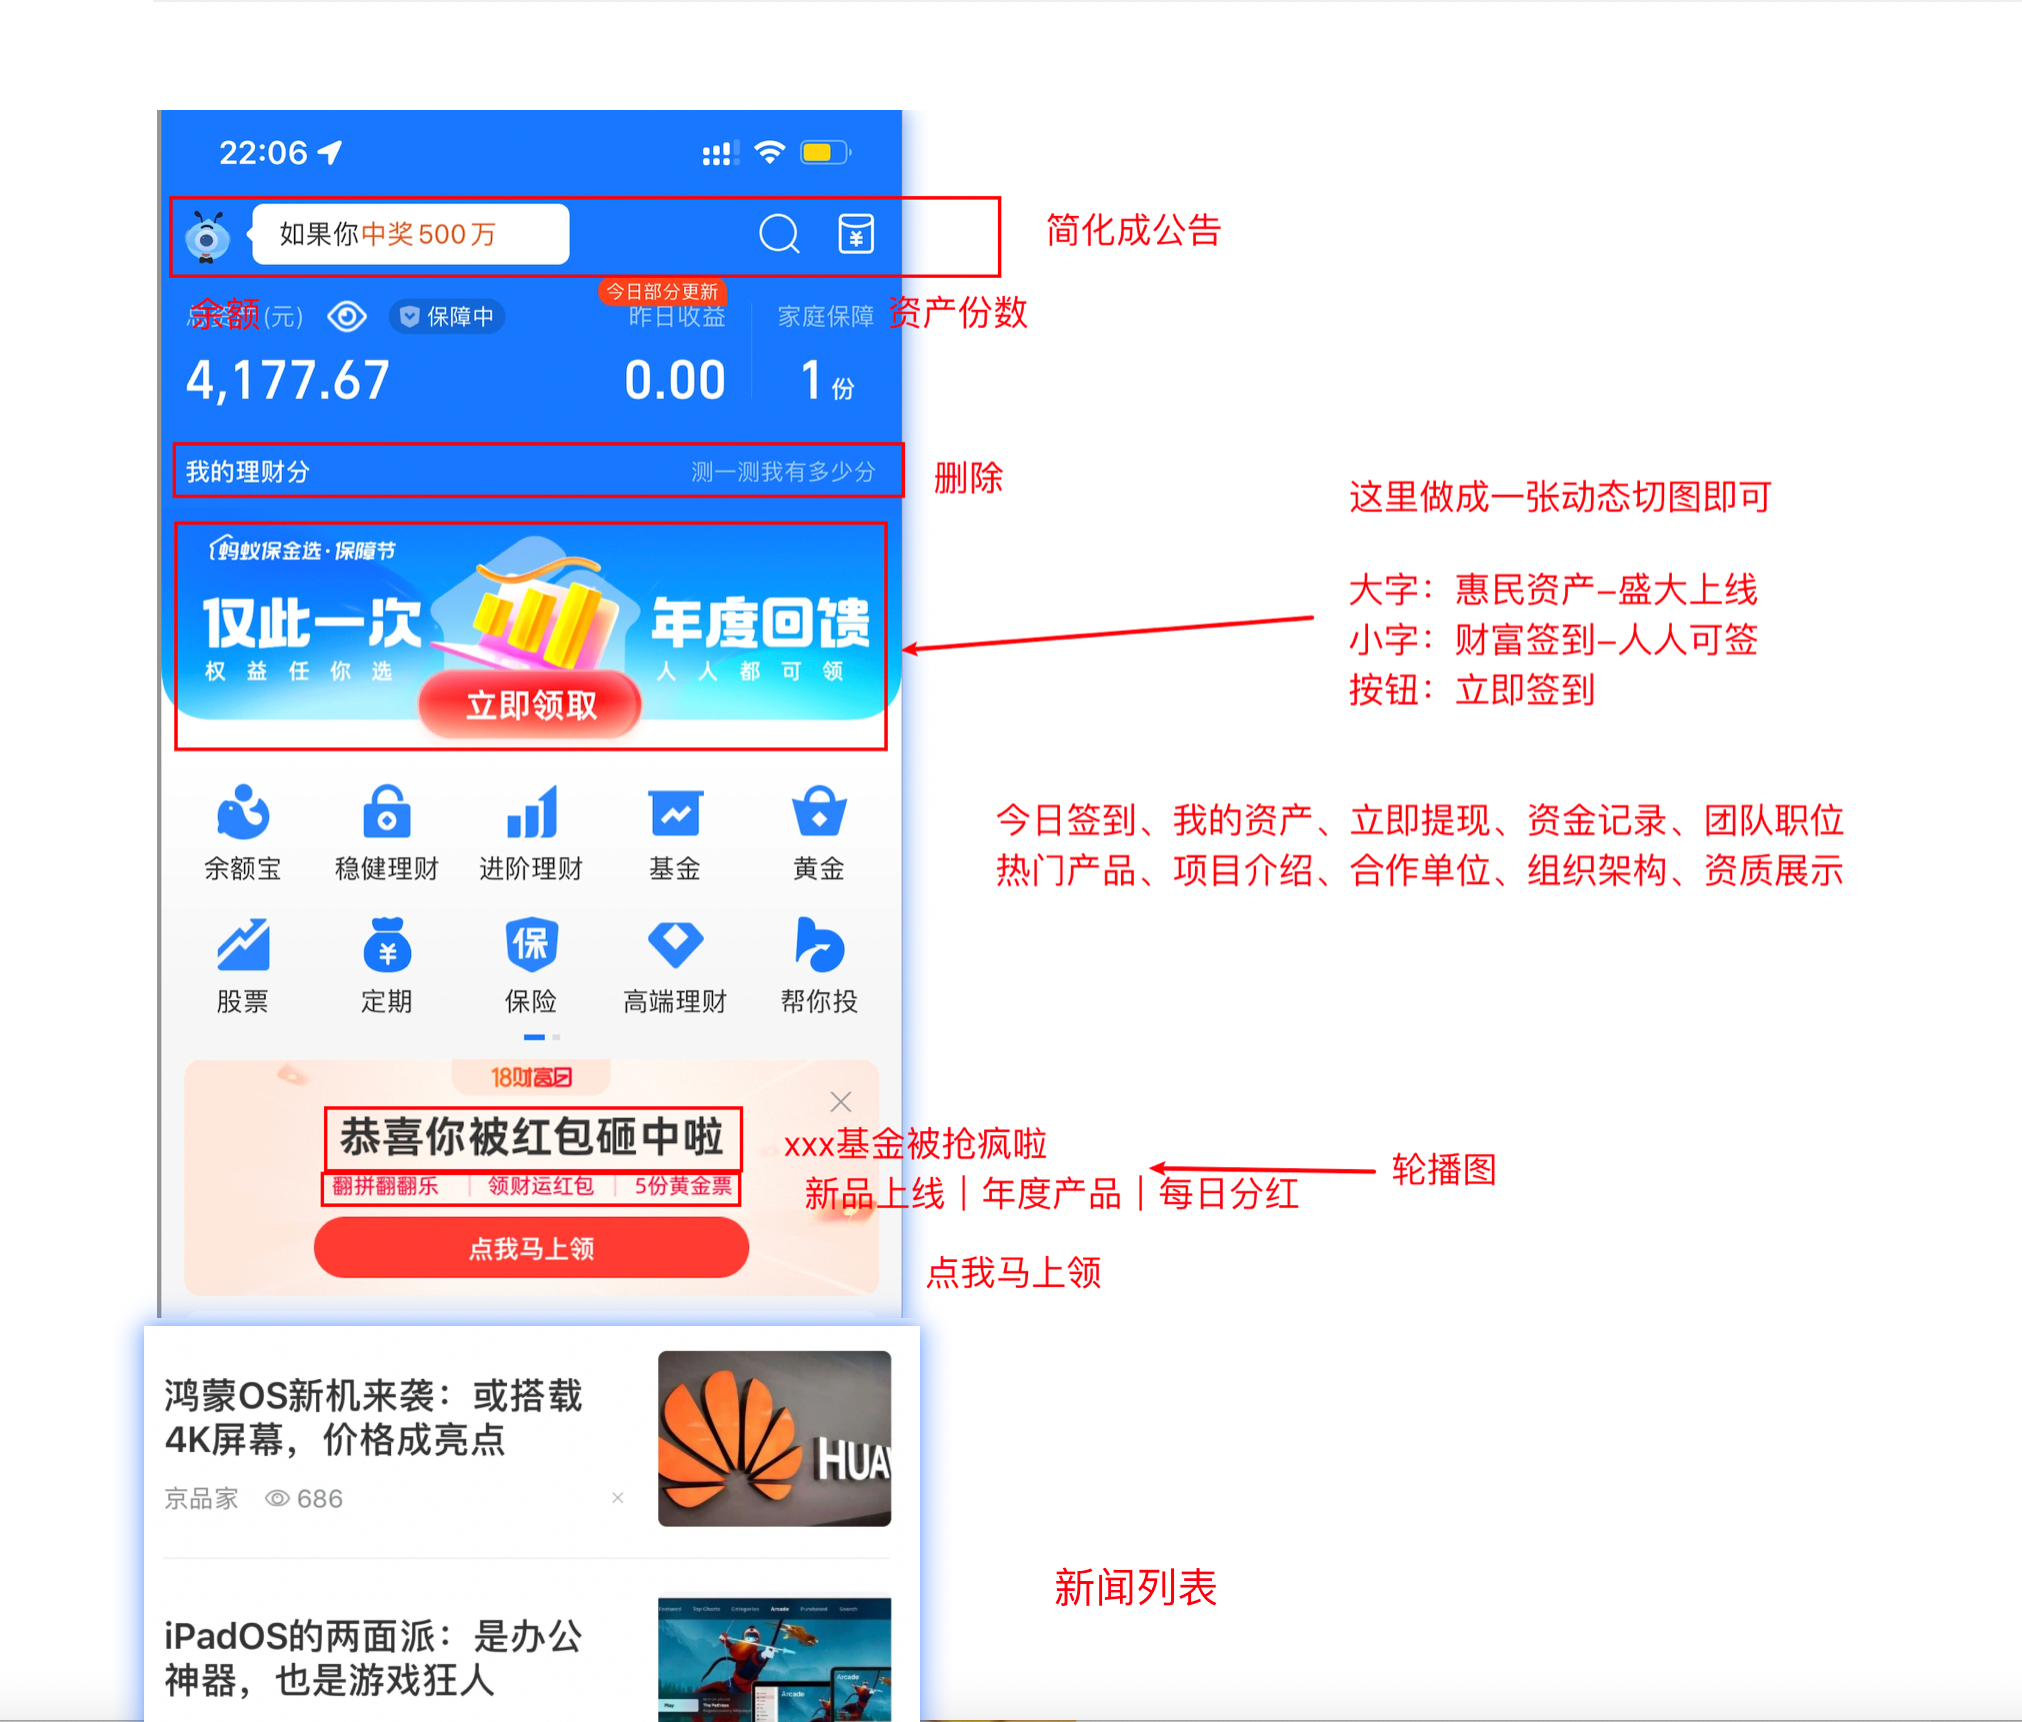 22:06
如果你中奖500万
简化成公告
余额
(元)
保障中
今日部分更新
昨日收益
家庭保障
资产份数
4,177.67
0.00
1份
我的理财分
测一测我有多少分
删除
蚂蚁保金选·保障节
仅此一次
年度回馈
权益任你选
人人都可领
立即领取
这里做成一张动态切图即可
大字：惠民资产-盛大上线
小字：财富签到-人人可签
按钮：立即签到
余额宝
稳健理财
进阶理财
基金
黄金
今日签到、我的资产、立即提现、资金记录、团队职位
热门产品、项目介绍、合作单位、组织架构、资质展示
股票
定期
保
保险
高端理财
帮你投
18财富日
恭喜你被红包砸中啦
xxx基金被抢疯啦
翻拼翻翻乐｜领财运红包｜5份黄金票
新品上线｜年度产品｜每日分红
轮播图
点我马上领
点我马上领
鸿蒙OS新机来袭：或搭载
4K屏幕，价格成亮点
京品家 686
HUAW
新闻列表
iPadOS的两面派：是办公
神器，也是游戏狂人
Top Charts Categories Arcade Purchased Search
Play
Arcade
Arcade